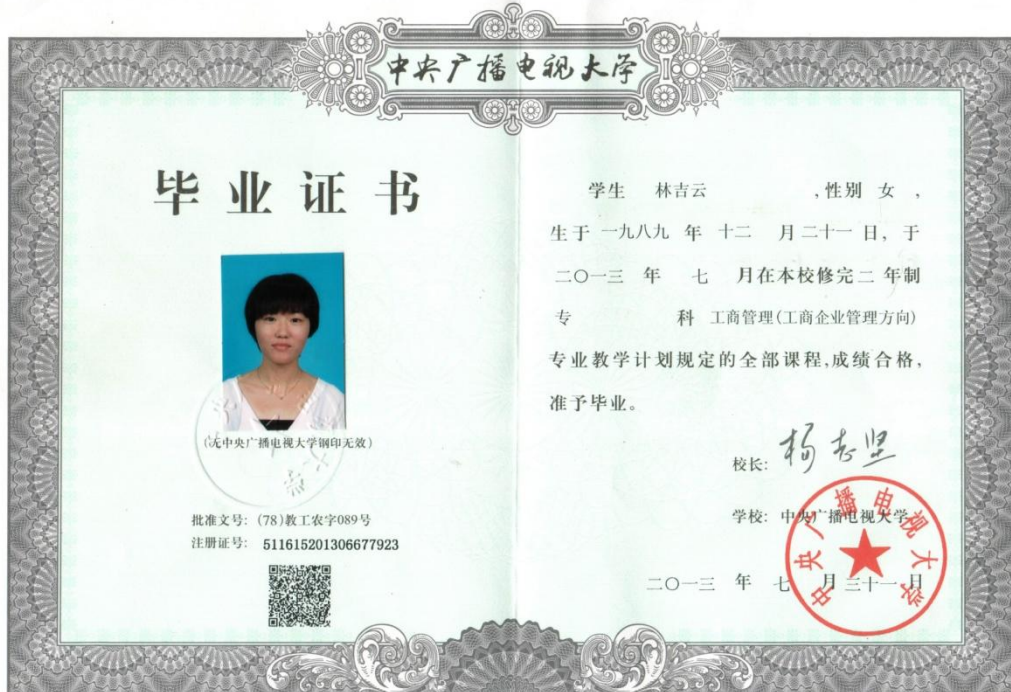 中央广播电视大学
毕业证书
(无中央广播电视大学钢印无效)
批准文号: (78)教工农字089号
注册证号: 511615201306677923
学生 林吉云 ,性别 女 ,
生于 一九八九 年 十二 月 二十一 日, 于
二〇一三 年 七 月在本校修完 二 年制
专 科 工商管理(工商企业管理方向)
专业教学计划规定的全部课程,成绩合格,
准予毕业。
校长: 杨志坚
学校: 中央广播电视大学
中央广播电视大学
二〇一三 年 七 月 三十一 日